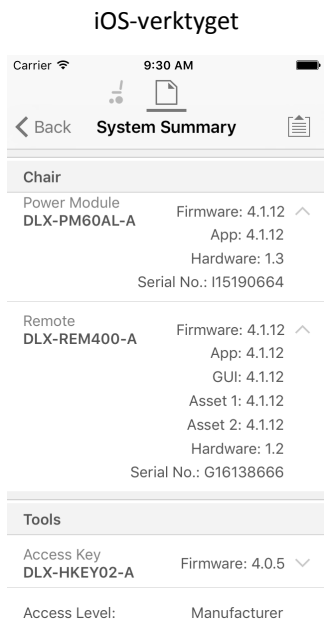 iOS-verktyget
Carrier 9:30 AM
Back System Summary
Chair
Power Module
DLX-PM60AL-A
Firmware: 4.1.12
App: 4.1.12
Hardware: 1.3
Serial No.: I15190664
Remote
DLX-REM400-A
Firmware: 4.1.12
App: 4.1.12
GUI: 4.1.12
Asset 1: 4.1.12
Asset 2: 4.1.12
Hardware: 1.2
Serial No.: G16138666
Tools
Access Key
DLX-HKEY02-A
Firmware: 4.0.5
Access Level: Manufacturer